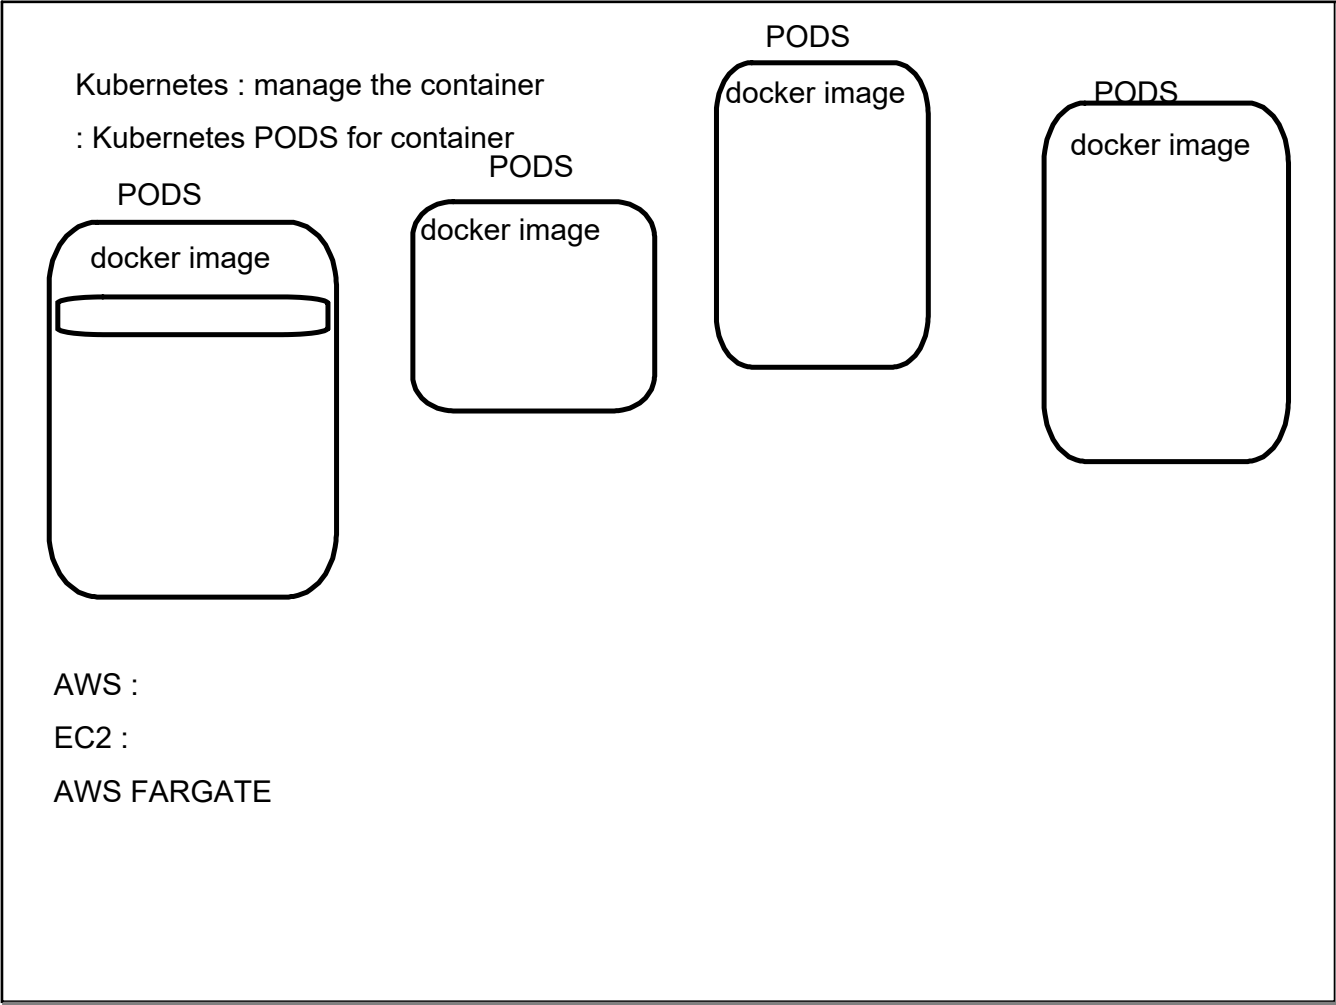 Kubernetes : manage the container
: Kubernetes PODS for container
PODS
docker image
PODS
docker image
PODS
docker image
PODS
docker image
AWS :
EC2 :
AWS FARGATE